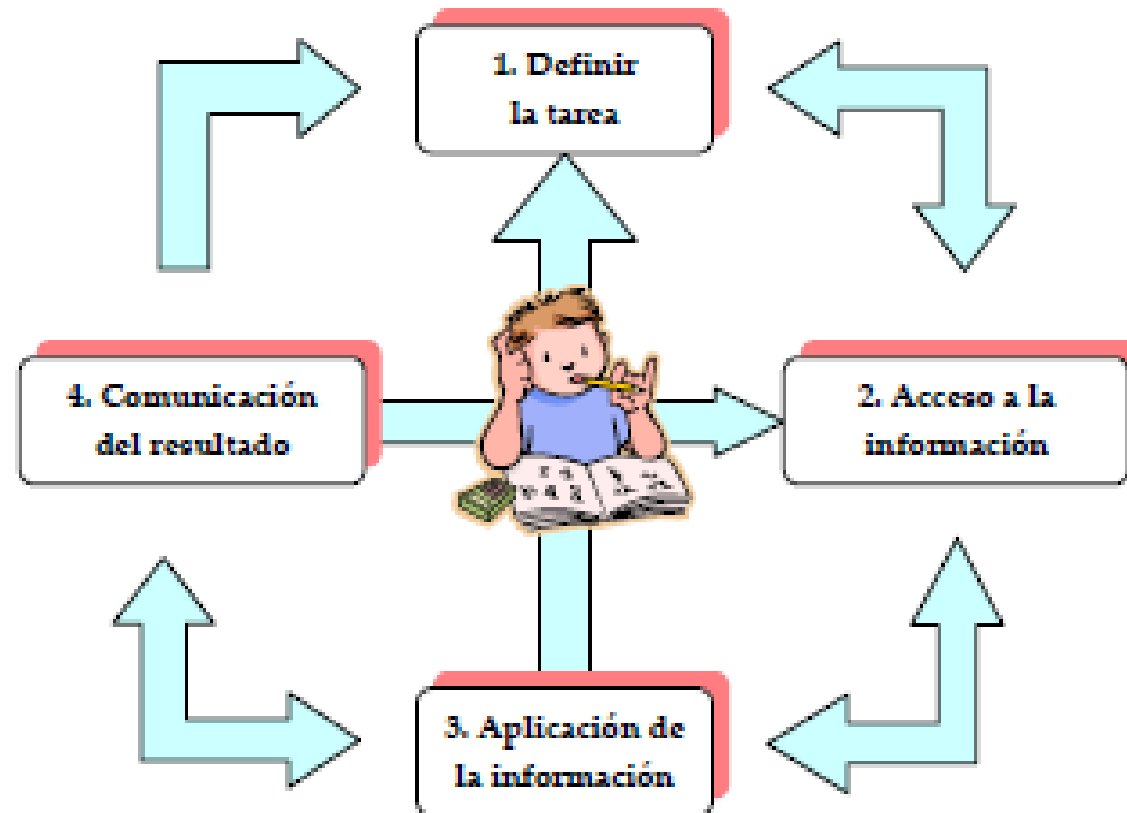 1. Definir
la tarea
4. Comunicación
del resultado
2. Acceso a la
información
3. Aplicación de
la información